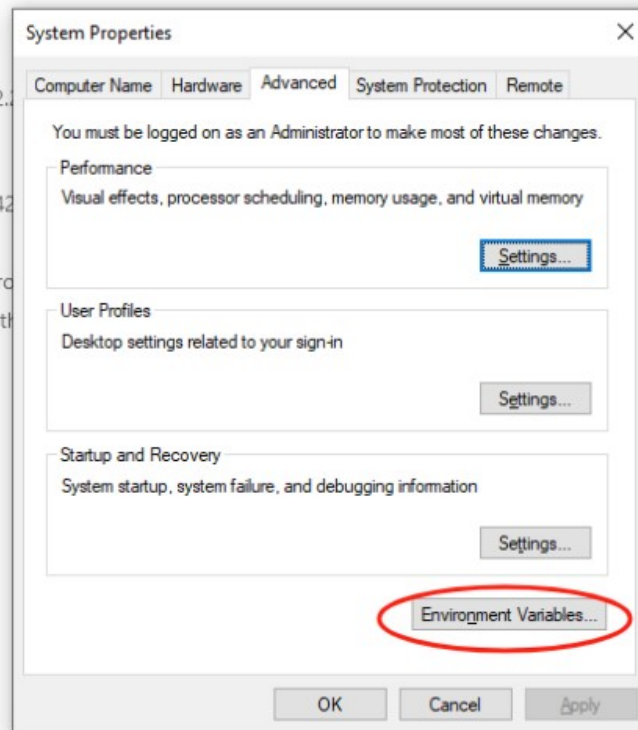 System Properties
Computer Name Hardware Advanced System Protection Remote
You must be logged on as an Administrator to make most of these changes.
Performance
Visual effects, processor scheduling, memory usage, and virtual memory
Settings...
User Profiles
Desktop settings related to your sign-in
Settings...
Startup and Recovery
System startup, system failure, and debugging information
Settings...
Environment Variables...
OK Cancel Apply